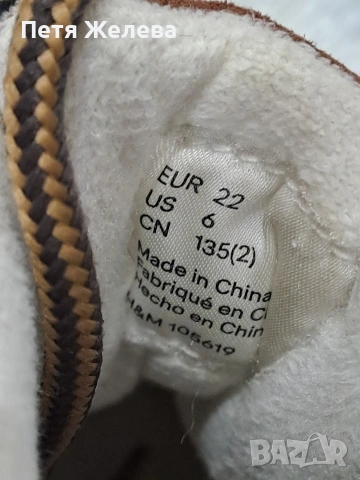 Петя Желева
EUR 22
US 6
CN 135(2)
Made in China
Fabriqué en C
Hecho en Chin
H&M 105619
BAZAR
bg